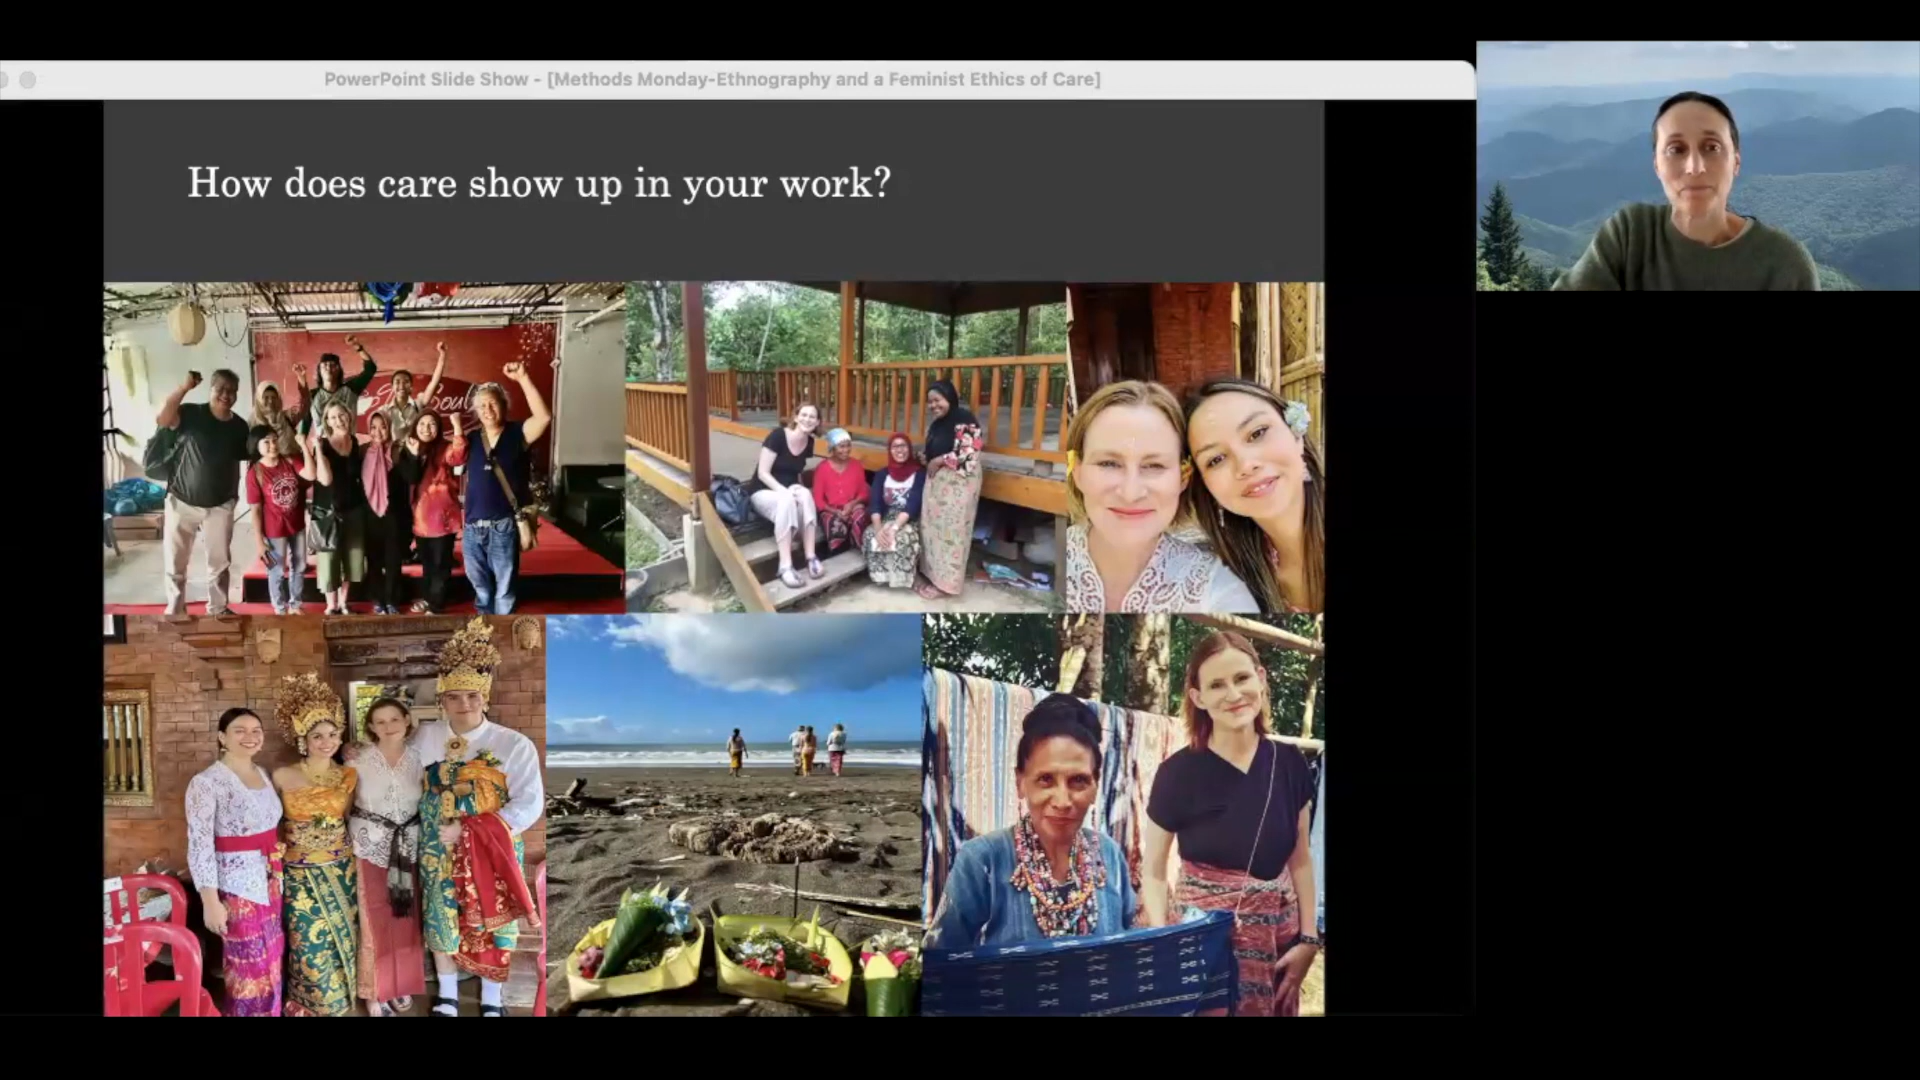 PowerPoint Slide Show - [Methods Monday-Ethnography and a Feminist Ethics of Care]
How does care show up in your work?